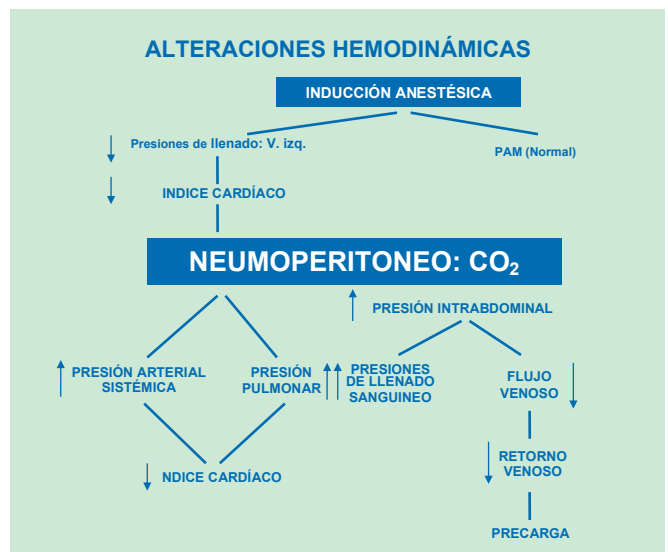 ALTERACIONES HEMODINÁMICAS
INDUCCIÓN ANESTÉSICA
Presiones de llenado: V. izq.
PAM (Normal)
INDICE CARDÍACO
NEUMOPERITONEO: CO₂
PRESIÓN INTRABDOMINAL
PRESIÓN ARTERIAL
SISTÉMICA
PRESIÓN
PULMONAR
PRESIONES
DE LLENADO
SANGUINEO
FLUJO
VENOSO
NDICE CARDÍACO
RETORNO
VENOSO
PRECARGA